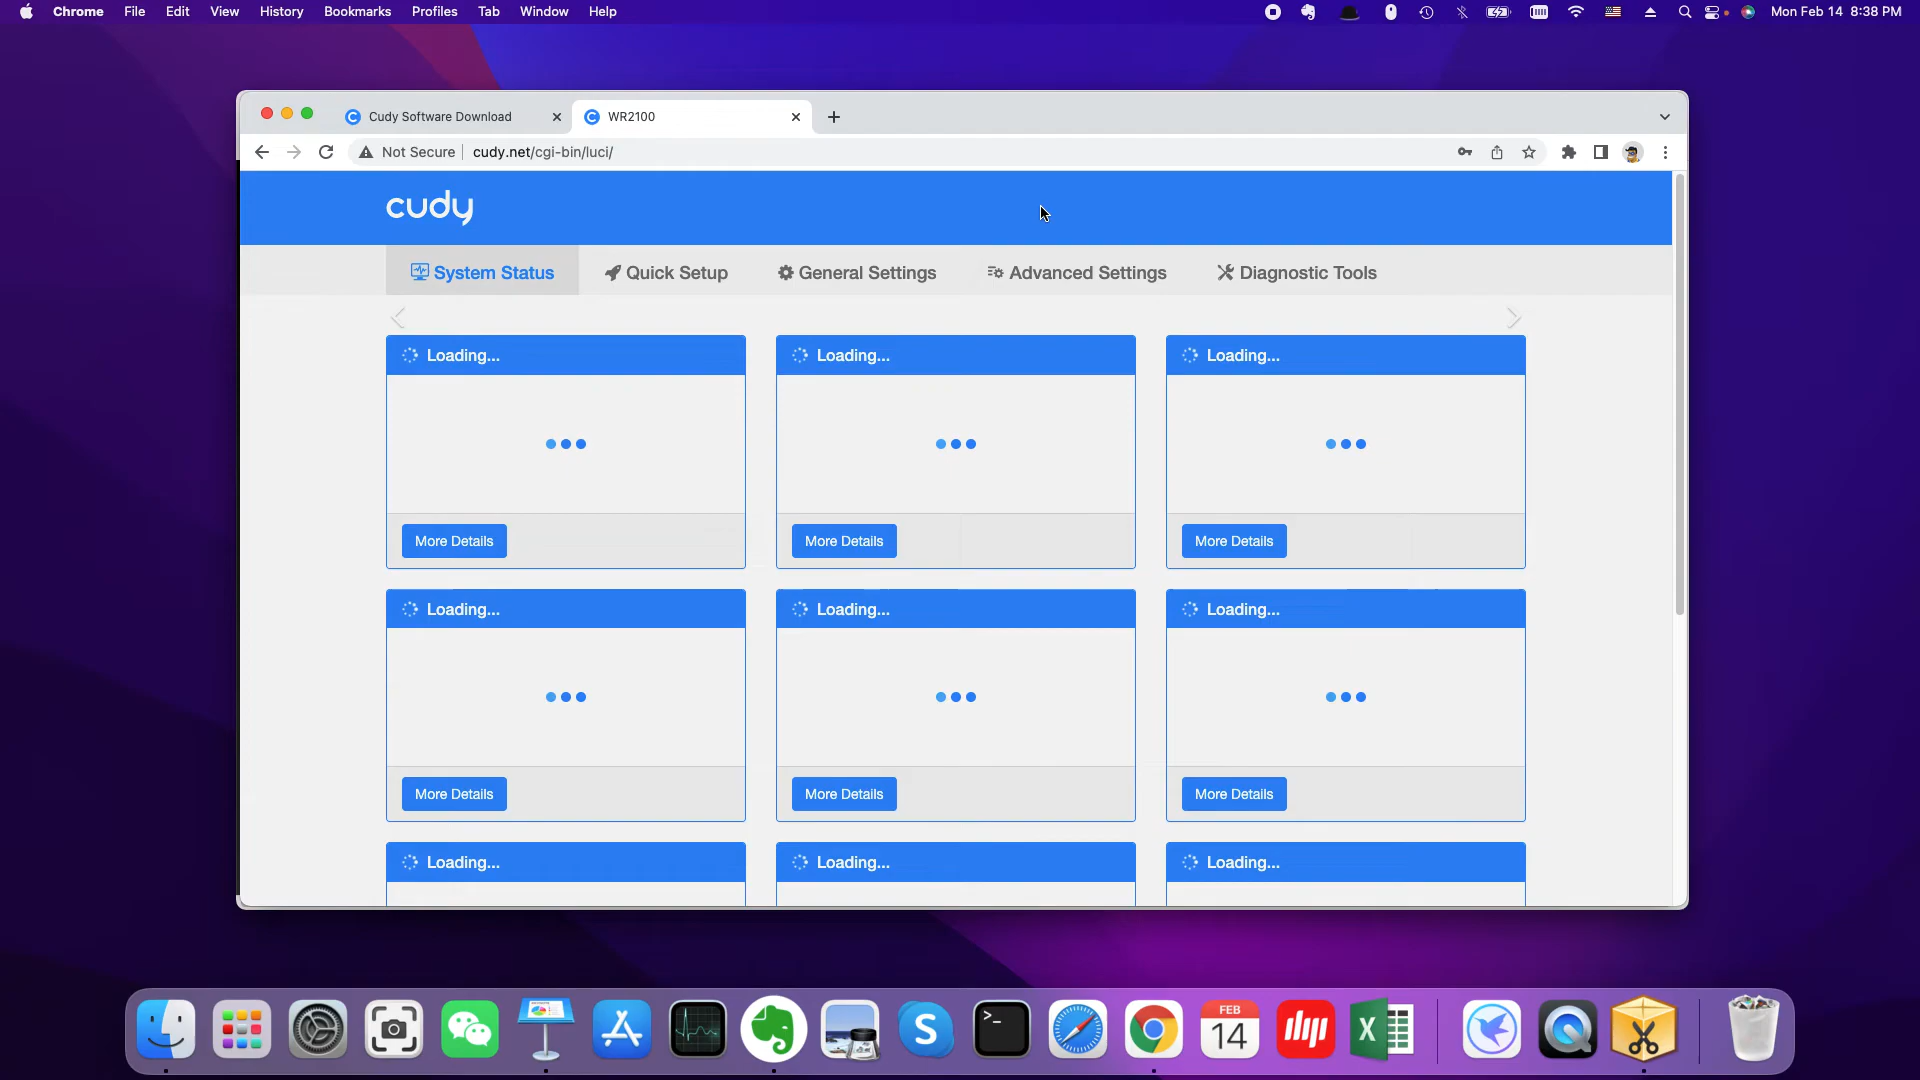 Chrome File Edit View History Bookmarks Profiles Tab Window Help Mon Feb 14 8:38 PM
Cudy Software Download WR2100
Not Secure cudy.net/cgi-bin/luci/
cudy
System Status Quick Setup General Settings Advanced Settings Diagnostic Tools
Loading... Loading... Loading...
More Details More Details More Details
Loading... Loading... Loading...
More Details More Details More Details
Loading... Loading... Loading...
FEB
14